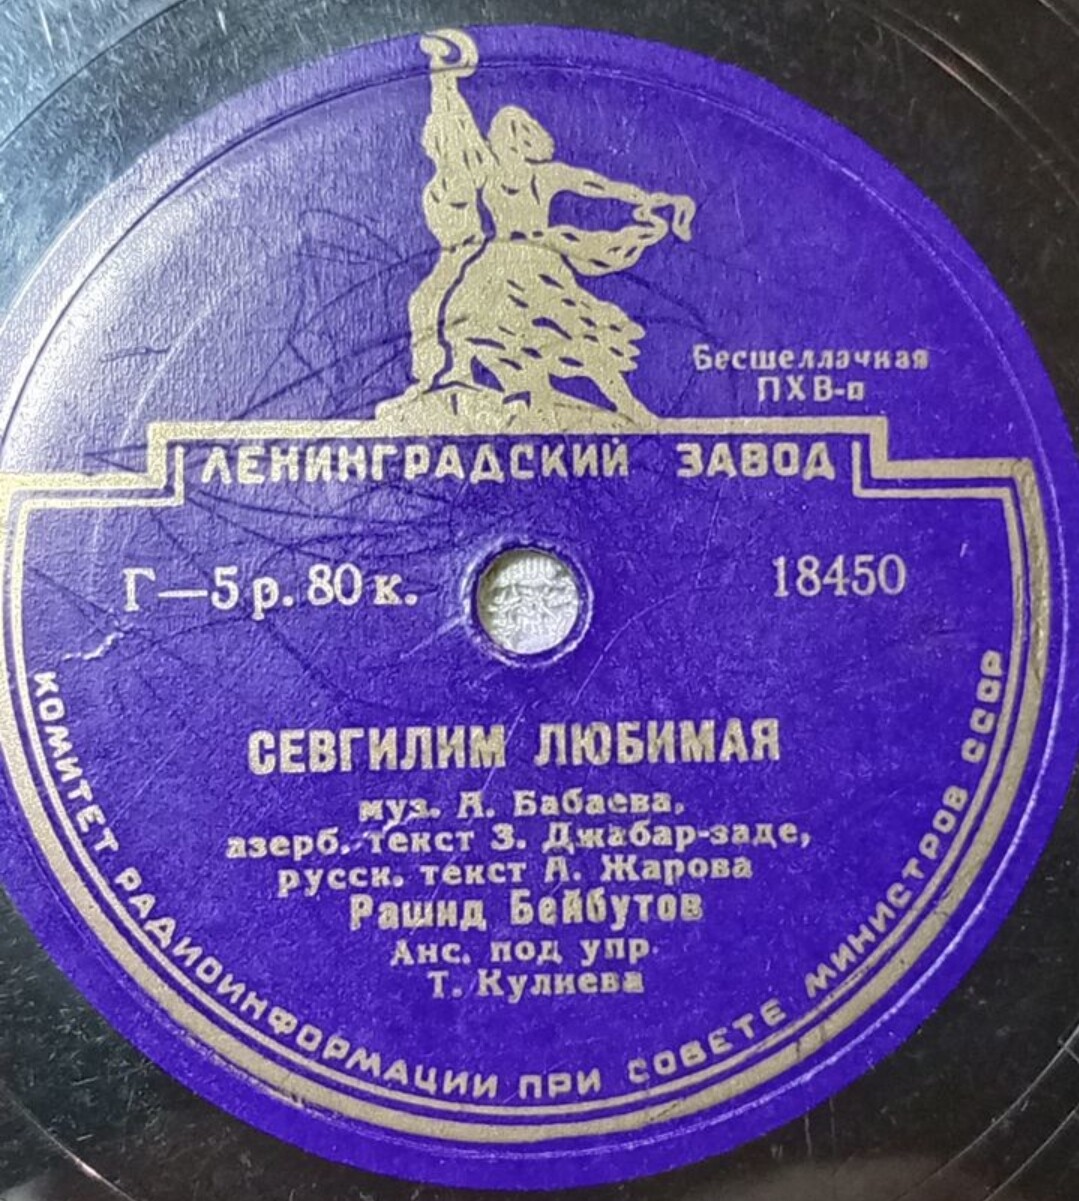 Бесшеллачная
ПХВ-а
ЛЕНИНГРАДСКИЙ ЗАВОД
Г—5 р. 80 к.
18450
СЕВГИЛИМ ЛЮБИМАЯ
муз. А. Бабаева,
азерб. текст З. Джабар-заде,
русск. текст А. Жарова
Рашид Бейбутов
Анс. под упр.
Т. Кулиева
КОМИТЕТ РАДИОИНФОРМАЦИИ ПРИ СОВЕТЕ МИНИСТРОВ СССР